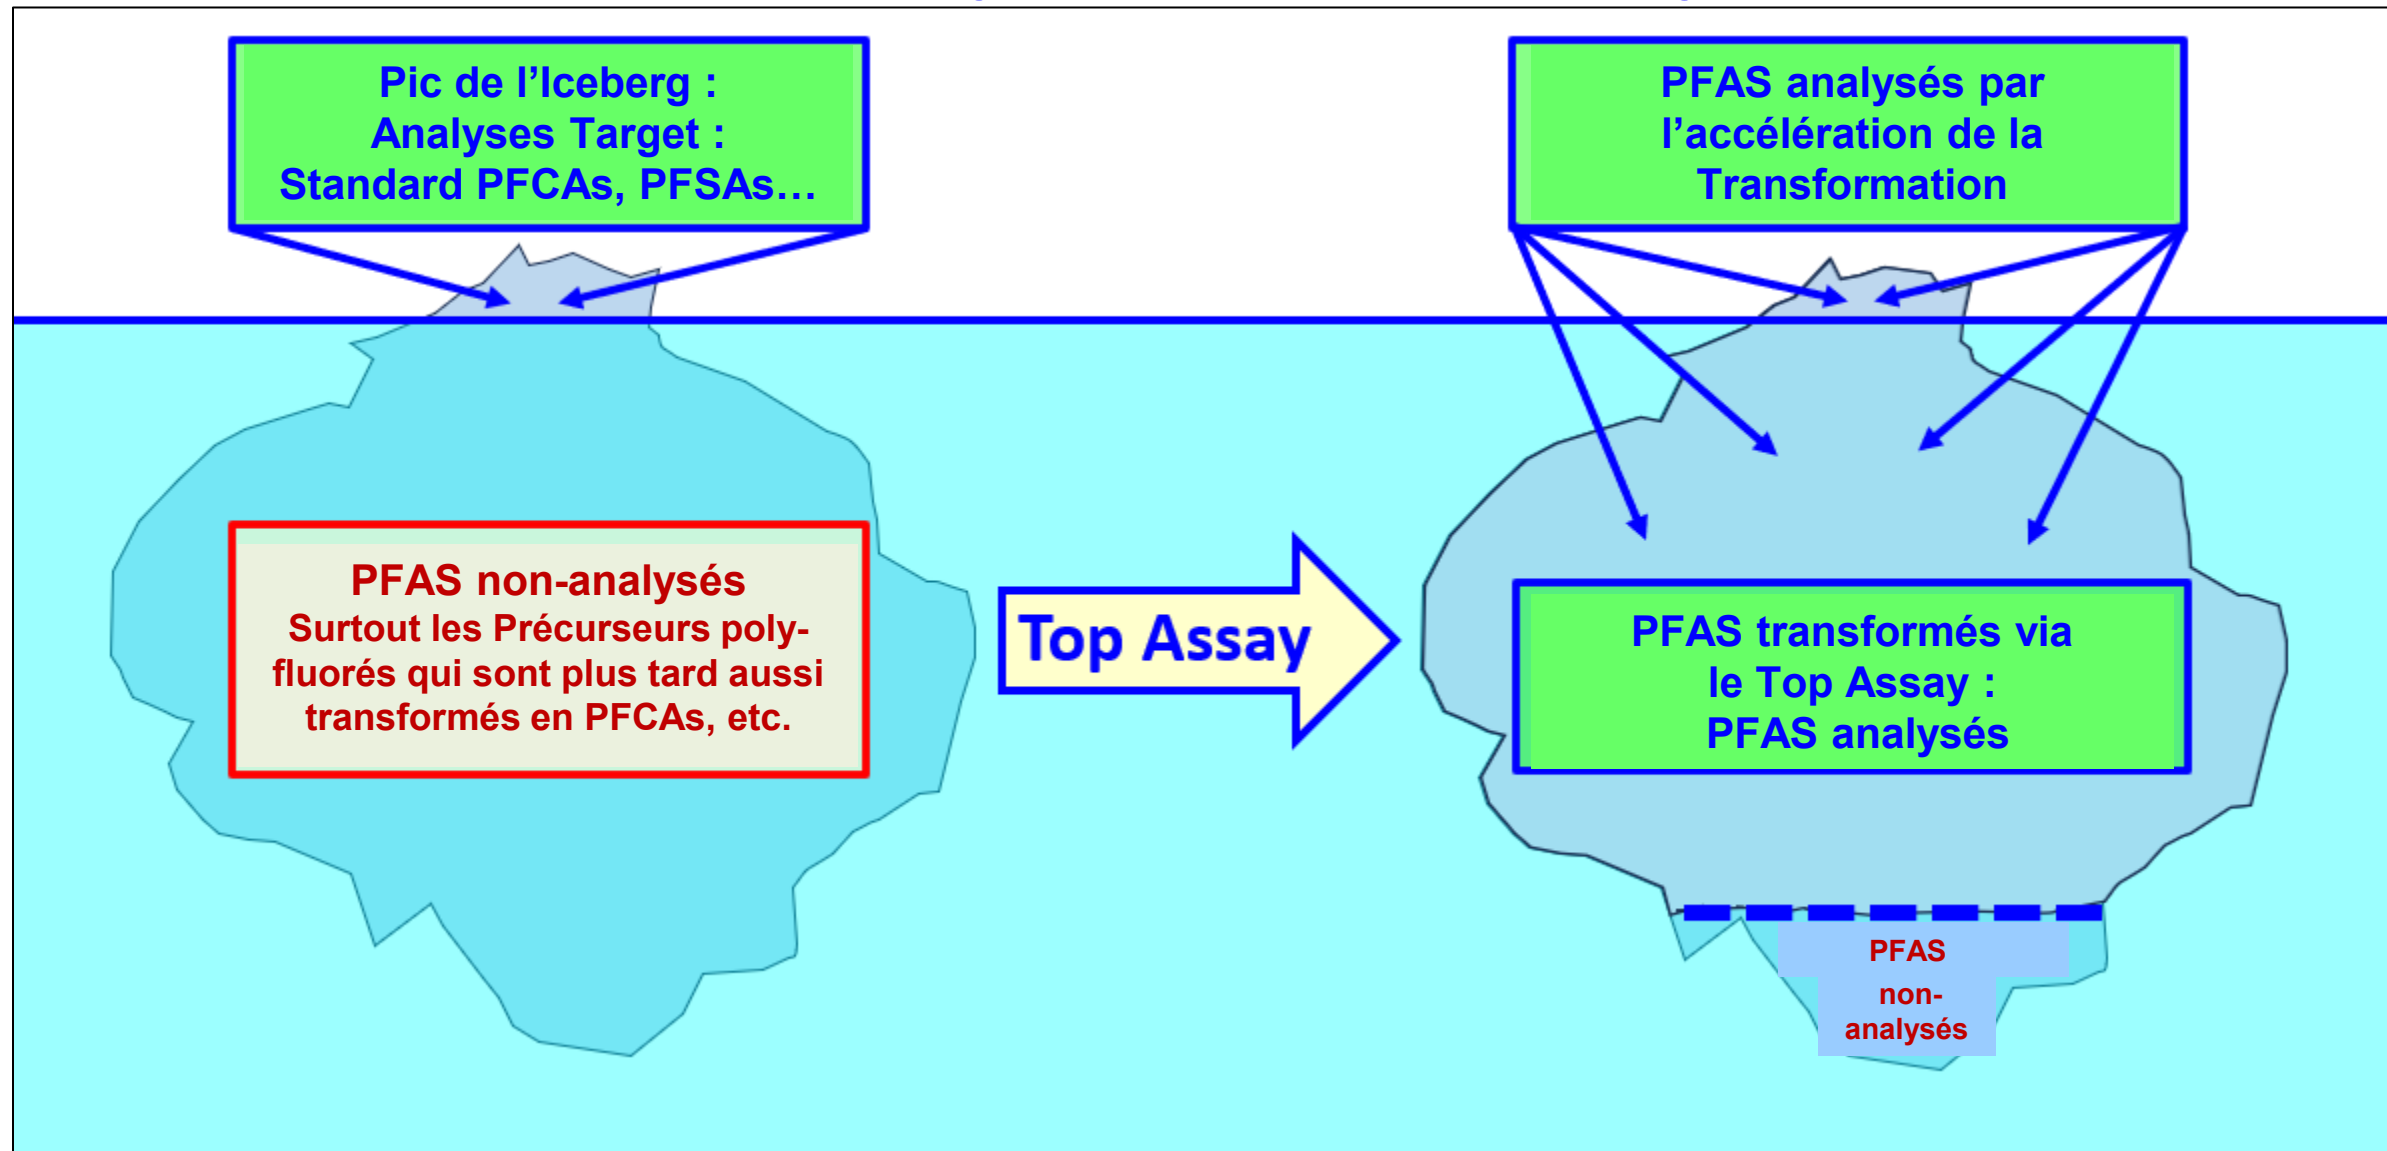 Pic de l'Iceberg :
Analyses Target :
Standard PFCAs, PFSAs…
PFAS analysés par
l'accélération de la
Transformation
PFAS non-analysés
Surtout les Précurseurs poly-
fluorés qui sont plus tard aussi
transformés en PFCAs, etc.
Top Assay
PFAS transformés via
le Top Assay :
PFAS analysés
PFAS
non-
analysés